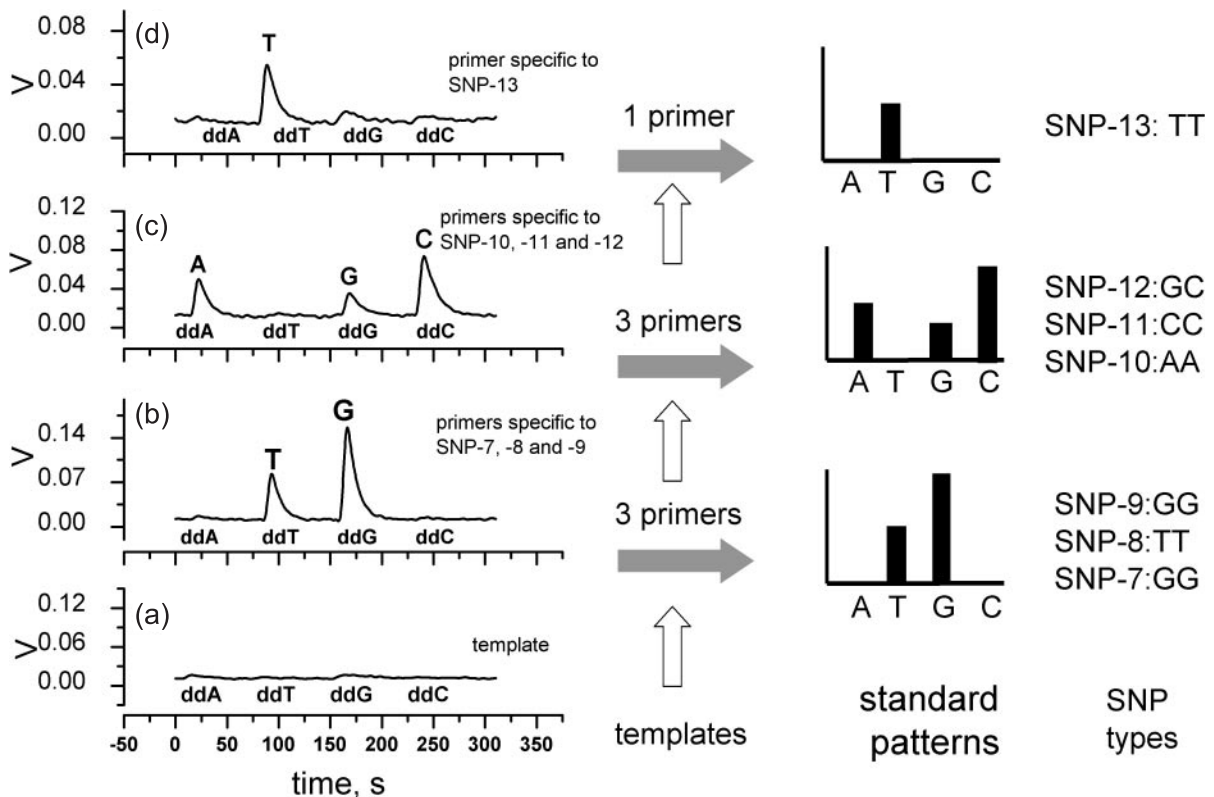 (d)
0.08
0.04
0.00
V
T
primer specific to
SNP-13
ddA ddT ddG ddC
1 primer
A T G C
SNP-13: TT
(c)
0.12
0.08
0.04
0.00
V
A
G
C
primers specific to
SNP-10, -11 and -12
ddA ddT ddG ddC
3 primers
A T G C
SNP-12:GC
SNP-11:CC
SNP-10:AA
(b)
0.14
0.07
0.00
V
T
G
primers specific to
SNP-7, -8 and -9
ddA ddT ddG ddC
3 primers
A T G C
SNP-9:GG
SNP-8:TT
SNP-7:GG
(a)
0.12
0.06
0.00
V
template
ddA ddT ddG ddC
-50 0 50 100 150 200 250 300 350
time, s
templates
standard
patterns
SNP
types